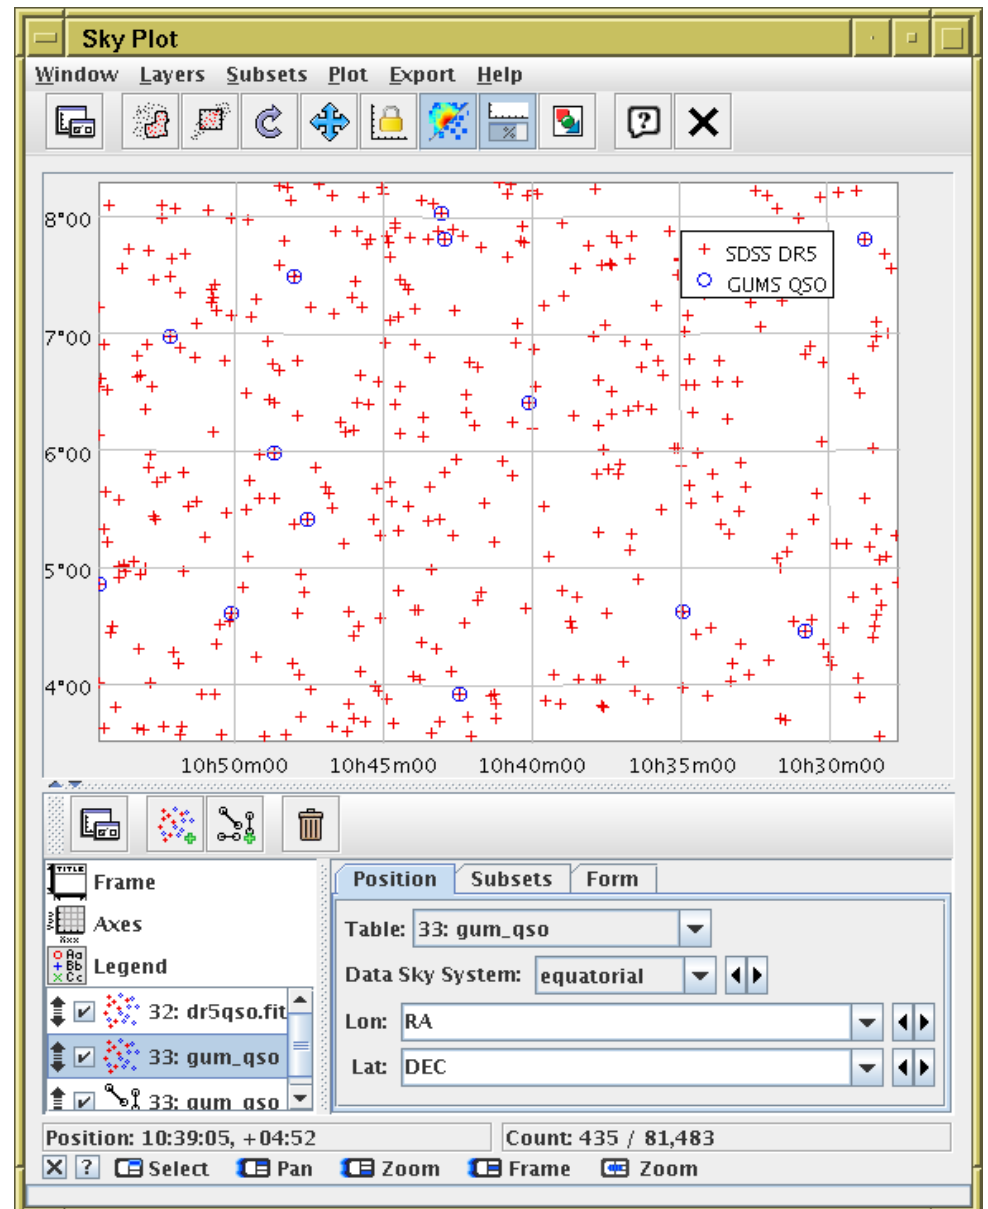 Sky Plot
Window Layers Subsets Plot Export Help
8°00
7°00
6°00
5°00
4°00
SDSS DR5
GUMS QSO
10h50m00 10h45m00 10h40m00 10h35m00 10h30m00
Frame
Axes
Legend
32: dr5qso.fit
33: gum_qso
33: gum_qso
Position Subsets Form
Table: 33: gum_qso
Data Sky System: equatorial
Lon: RA
Lat: DEC
Position: 10:39:05, +04:52 Count: 435 / 81,483
Select Pan Zoom Frame Zoom